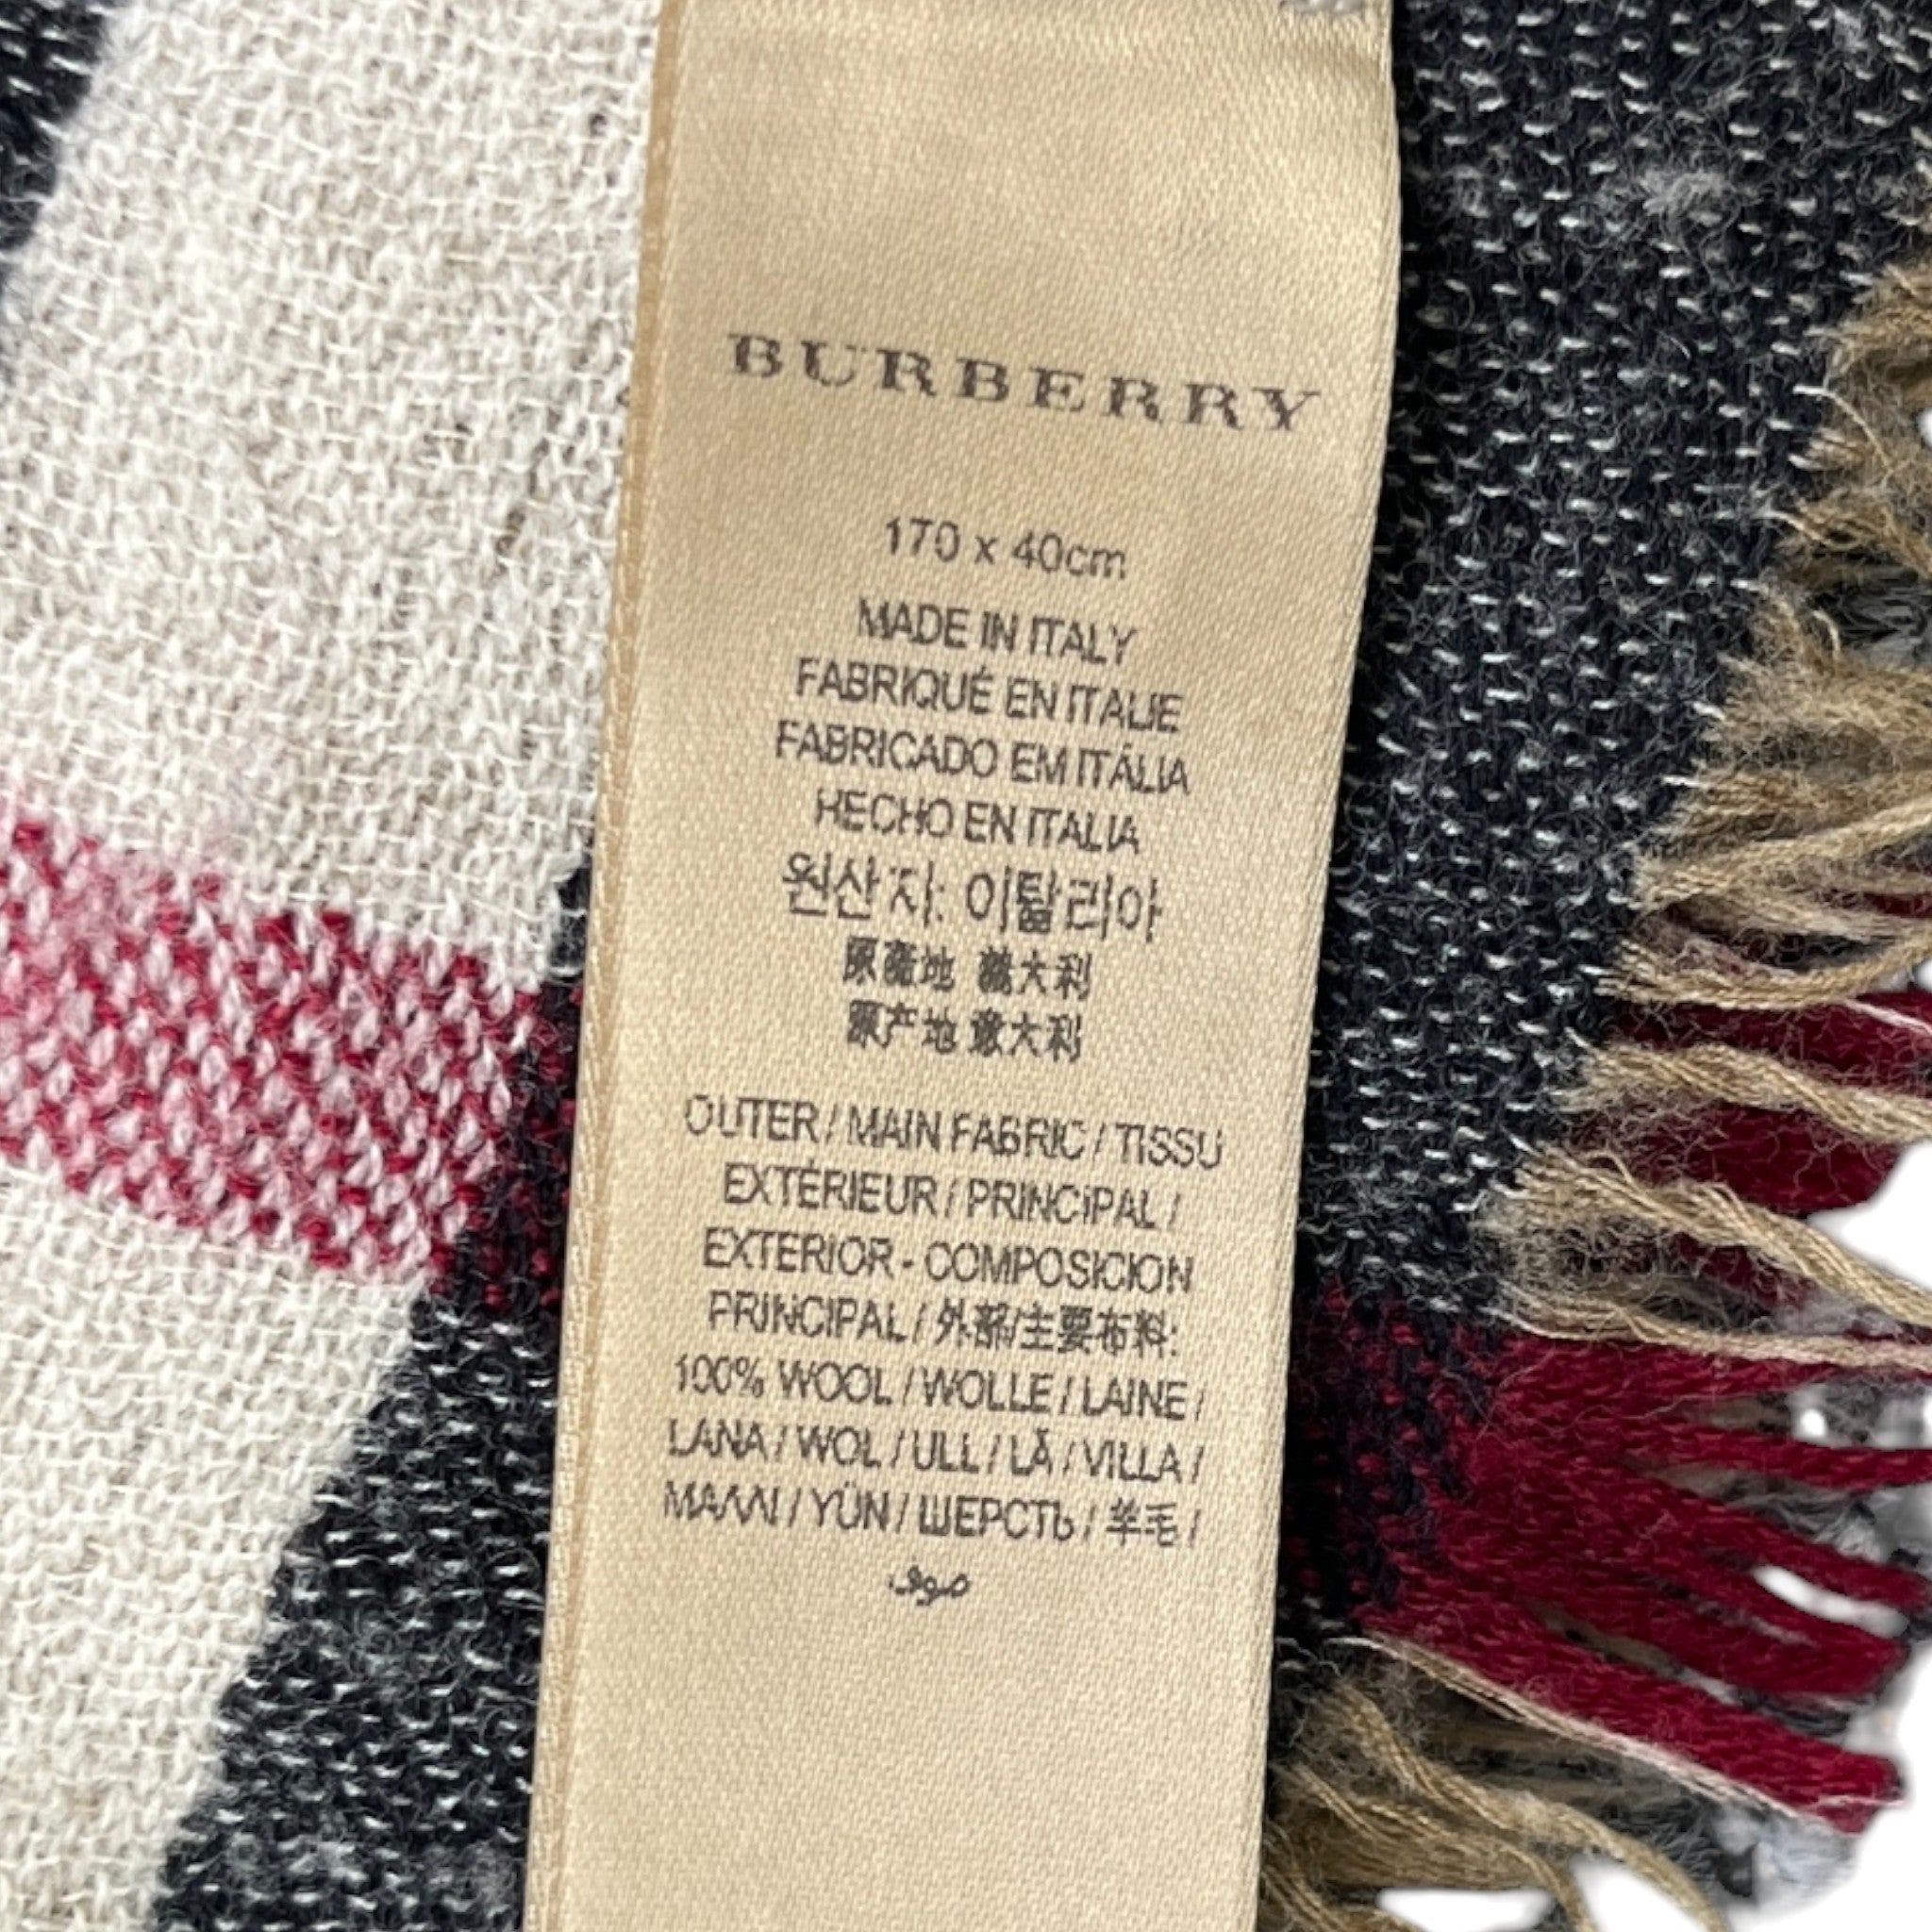 BURBERRY
170 x 40cm
MADE IN ITALY
FABRIQUÉ EN ITALIE
FABRICADO EM ITÁLIA
HECHO EN ITALIA
원산지: 이탈리아
原產地 義大利
原产地 意大利
OUTER / MAIN FABRIC / TISSU
EXTÉRIEUR / PRINCIPAL /
EXTERIOR - COMPOSICION
PRINCIPAL / 外部/主要布料:
100% WOOL / WOLLE / LAINE /
LANA / WOL / ULL / LÃ / VILLA /
ΜΑΛΛΙ / YÜN / ШЕРСТЬ / 羊毛 /
صوف